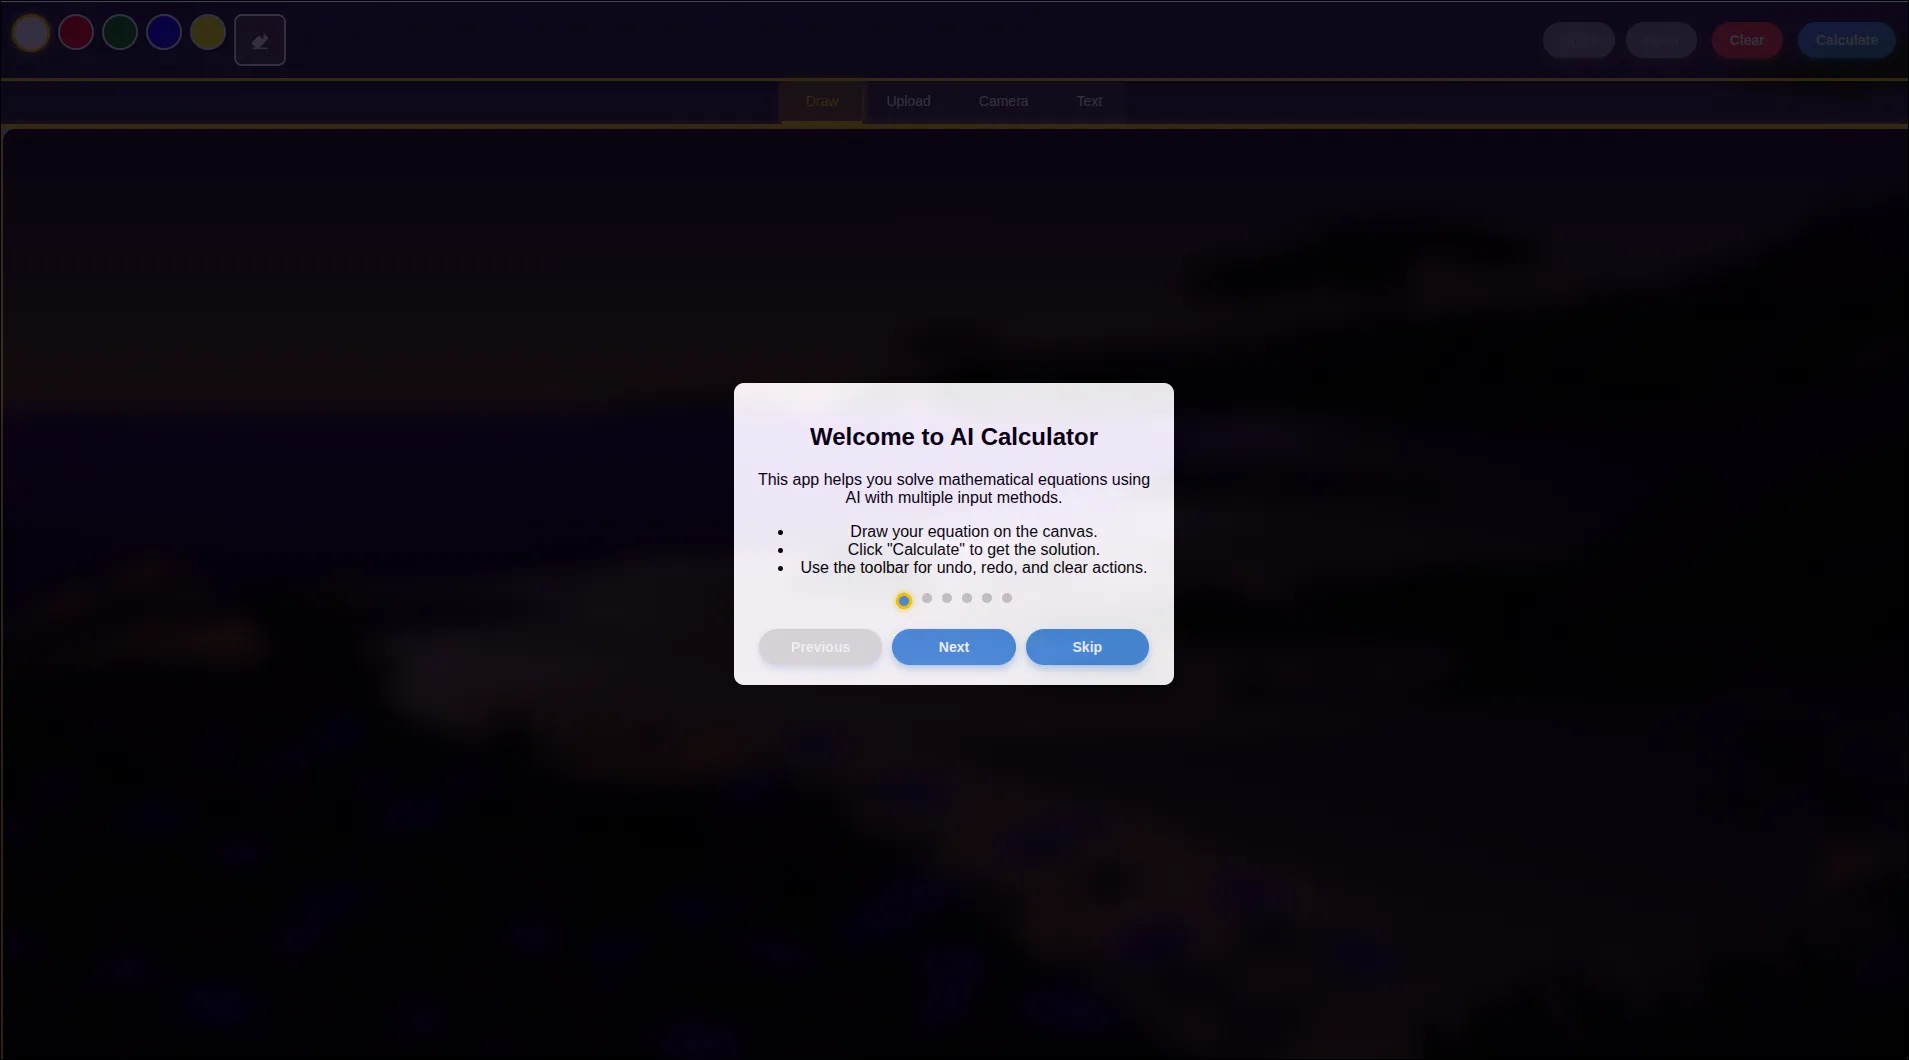 Clear
Calculate
Draw
Upload
Camera
Text
Welcome to AI Calculator
This app helps you solve mathematical equations using
AI with multiple input methods.
• Draw your equation on the canvas.
• Click "Calculate" to get the solution.
• Use the toolbar for undo, redo, and clear actions.
Previous
Next
Skip